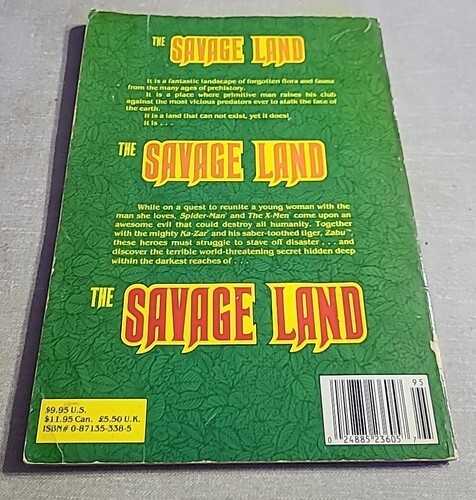 THE SAVAGE LAND
It is a fantastic landscape of forgotten flora and fauna
from the many ages of prehistory.
It is a place where primitive man raises his club
against the most vicious predators ever to stalk the face of
the earth.
It is a land that can not exist, yet it does!
It is . . .
THE SAVAGE LAND
While on a quest to reunite a young woman with the
man she loves, Spider-Man® and The X-Men® come upon an
awesome evil that could destroy all humanity. Together
with the mighty Ka-Zar® and his saber-toothed tiger, Zabu™,
these heroes must struggle to stave off disaster . . . and
discover the terrible world-threatening secret hidden deep
within the darkest reaches of . . .
THE SAVAGE LAND
$9.95 U.S.
$11.95 Can. £5.50 U.K.
ISBN# 0-87135-338-5
95
0 24885 23605 7